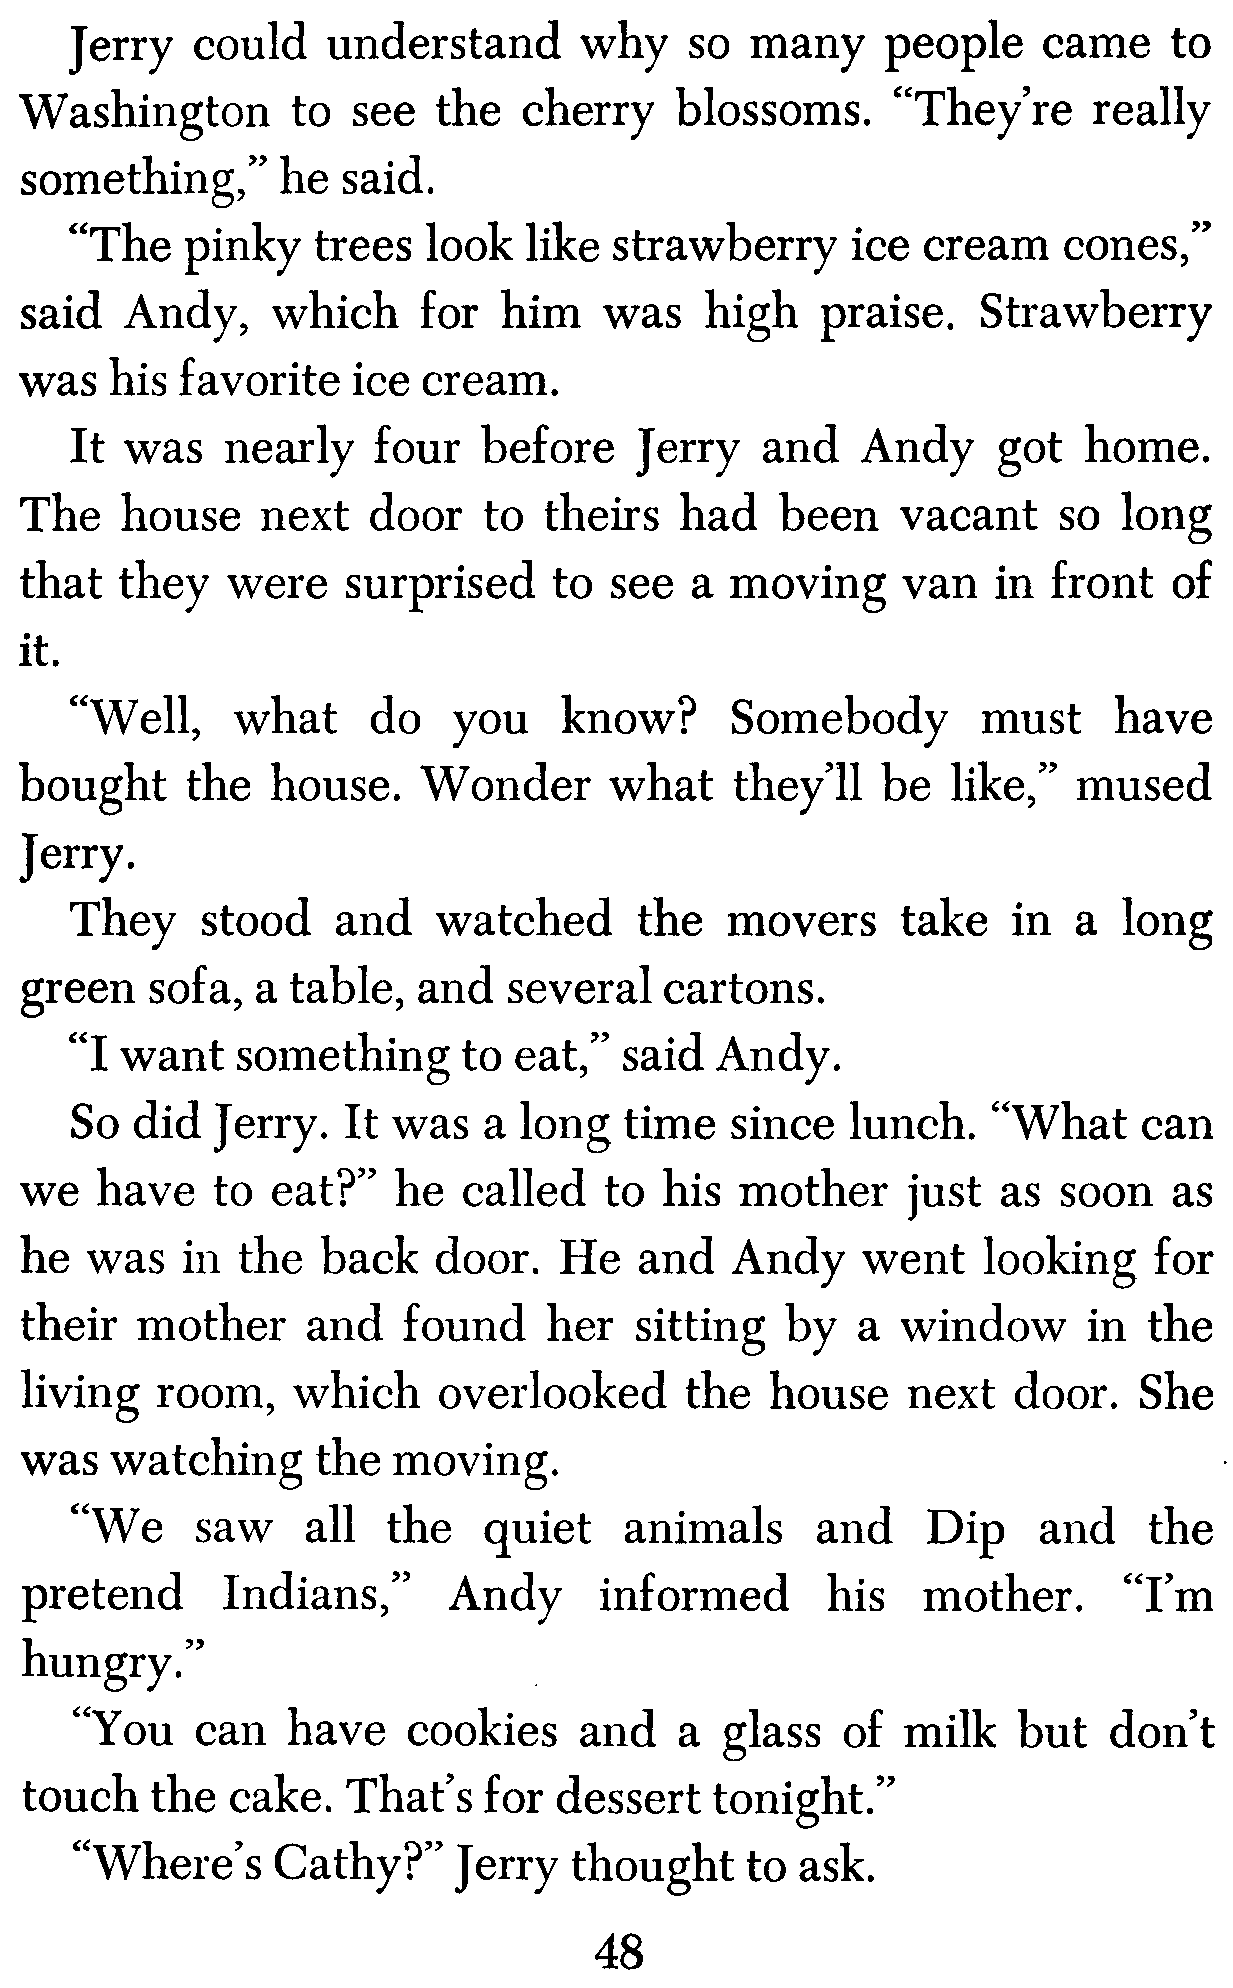 Jerry could understand why so many people came to
Washington to see the cherry blossoms. “They’re really
something,” he said.
“The pinky trees look like strawberry ice cream cones,”
said Andy, which for him was high praise. Strawberry
was his favorite ice cream.
It was nearly four before Jerry and Andy got home.
The house next door to theirs had been vacant so long
that they were surprised to see a moving van in front of
it.
“Well, what do you know? Somebody must have
bought the house. Wonder what they’ll be like,” mused
Jerry.
They stood and watched the movers take in a long
green sofa, a table, and several cartons.
“I want something to eat,” said Andy.
So did Jerry. It was a long time since lunch. “What can
we have to eat?” he called to his mother just as soon as
he was in the back door. He and Andy went looking for
their mother and found her sitting by a window in the
living room, which overlooked the house next door. She
was watching the moving.
“We saw all the quiet animals and Dip and the
pretend Indians,” Andy informed his mother. “I’m
hungry.”
“You can have cookies and a glass of milk but don’t
touch the cake. That’s for dessert tonight.”
“Where’s Cathy?” Jerry thought to ask.
48